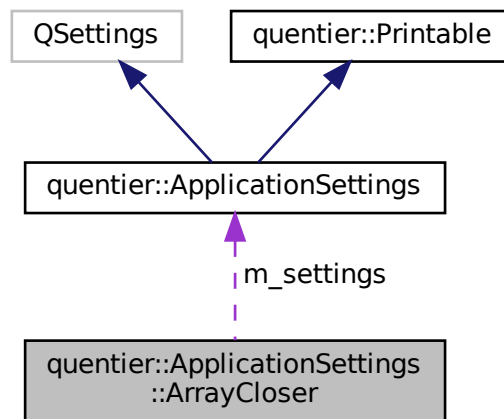 QSettings
quentier::Printable
quentier::ApplicationSettings
m_settings
quentier::ApplicationSettings
::ArrayCloser